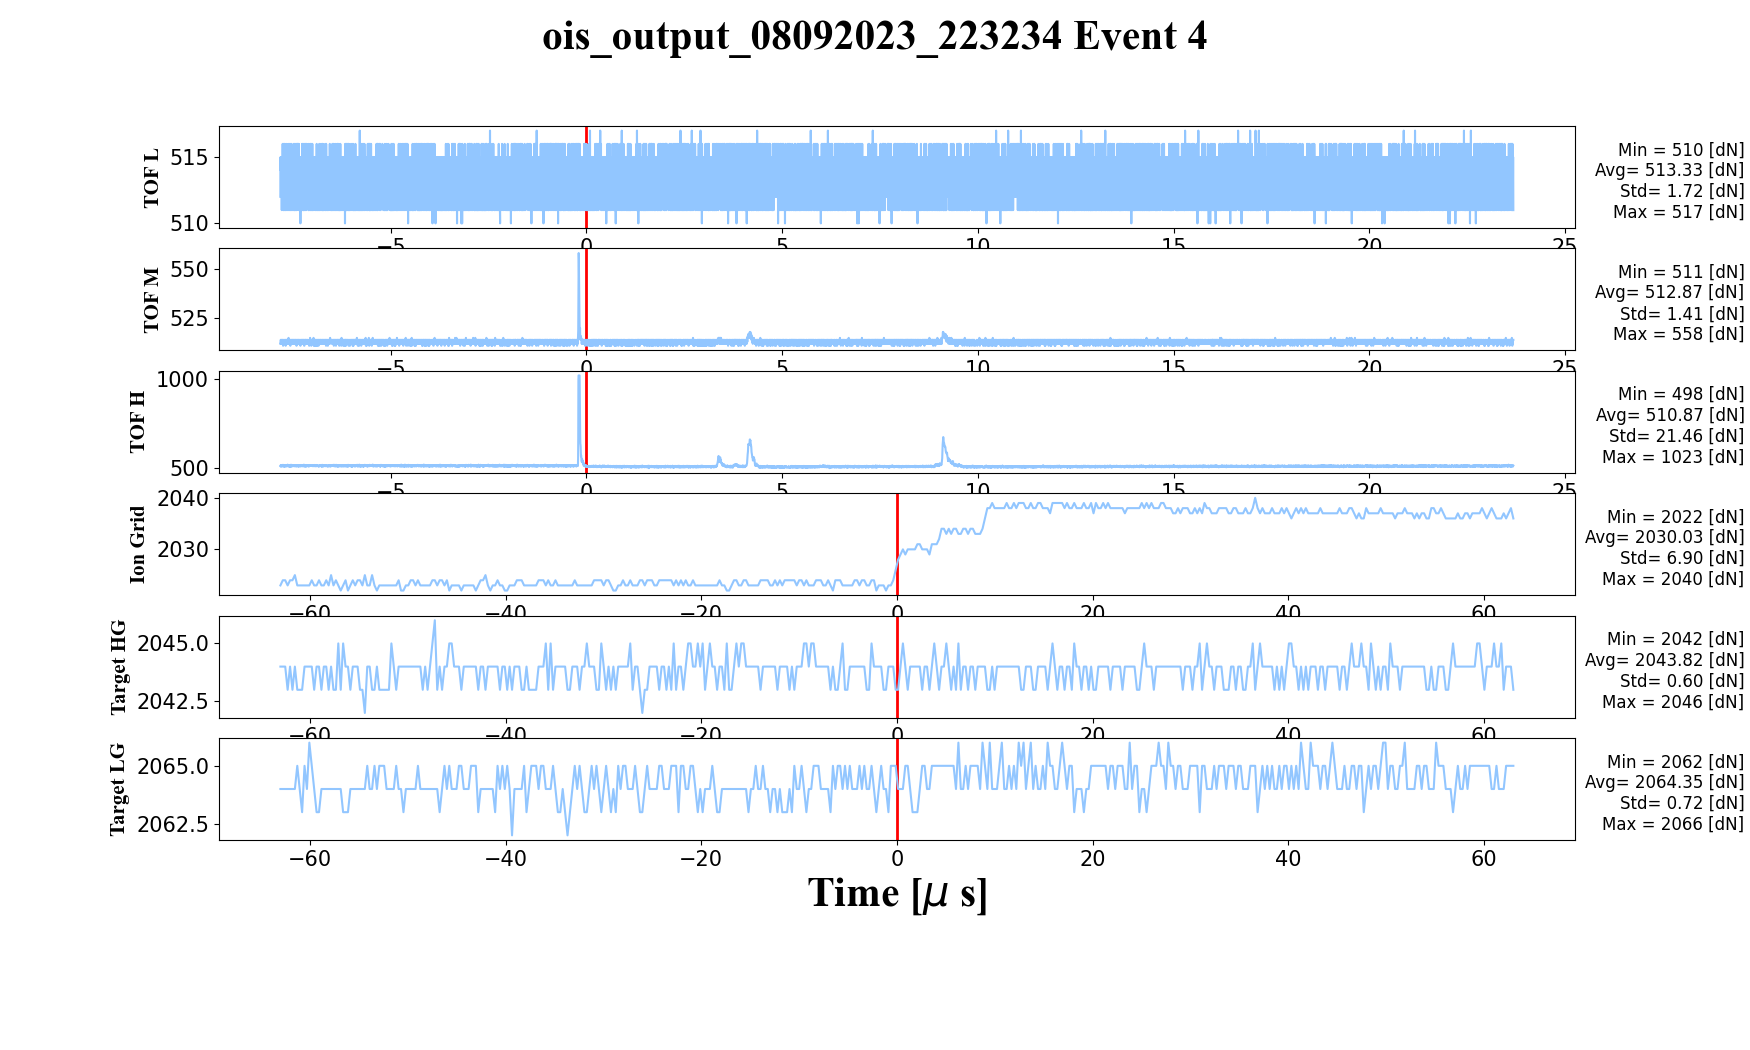 ois_output_08092023_223234 Event 4
TOF L
515
510
−5 0 5 10 15 20 25
Min = 510 [dN]
Avg= 513.33 [dN]
Std= 1.72 [dN]
Max = 517 [dN]
TOF M
550
525
−5 0 5 10 15 20 25
Min = 511 [dN]
Avg= 512.87 [dN]
Std= 1.41 [dN]
Max = 558 [dN]
TOF H
1000
500
−5 0 5 10 15 20 25
Min = 498 [dN]
Avg= 510.87 [dN]
Std= 21.46 [dN]
Max = 1023 [dN]
Ion Grid
2040
2030
−60 −40 −20 0 20 40 60
Min = 2022 [dN]
Avg= 2030.03 [dN]
Std= 6.90 [dN]
Max = 2040 [dN]
Target HG
2045.0
2042.5
−60 −40 −20 0 20 40 60
Min = 2042 [dN]
Avg= 2043.82 [dN]
Std= 0.60 [dN]
Max = 2046 [dN]
Target LG
2065.0
2062.5
−60 −40 −20 0 20 40 60
Min = 2062 [dN]
Avg= 2064.35 [dN]
Std= 0.72 [dN]
Max = 2066 [dN]
Time [μ s]